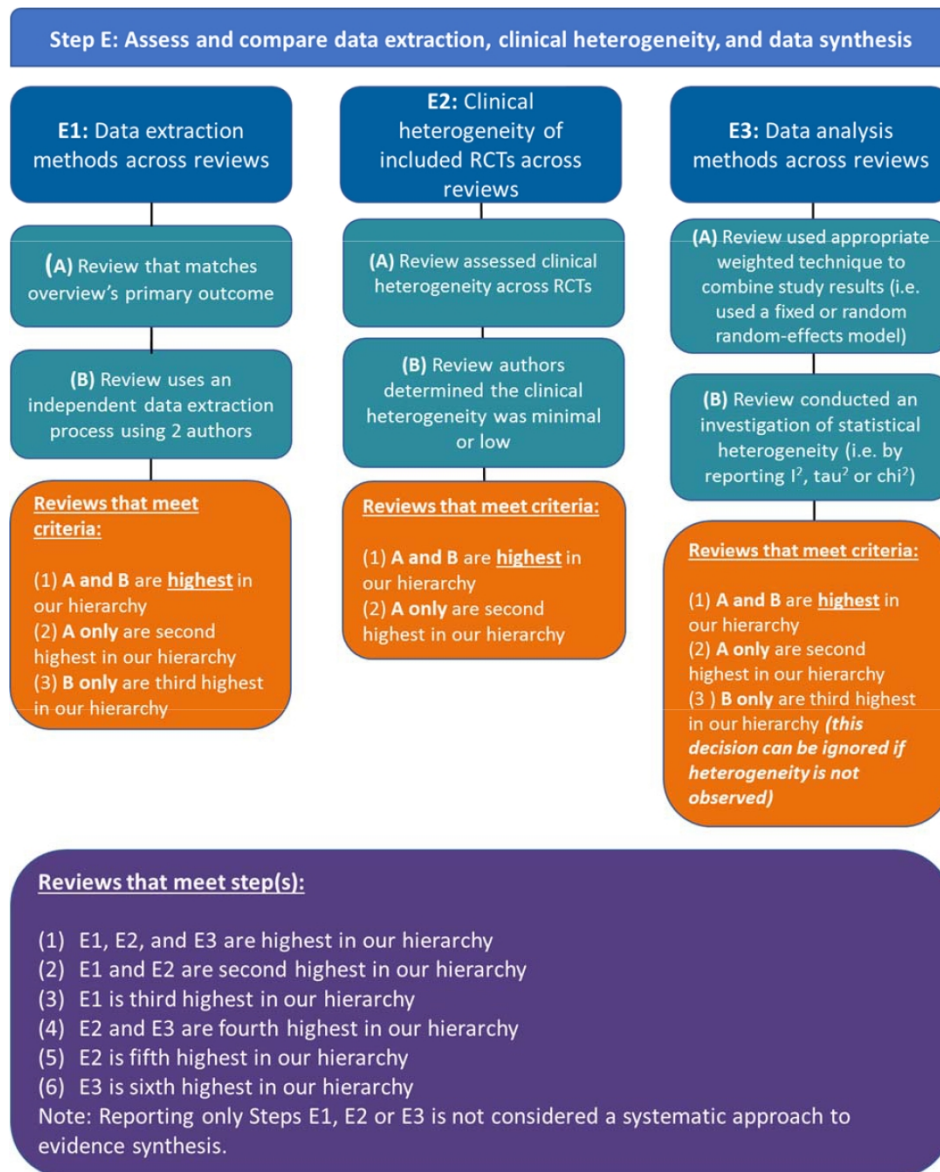 Step E: Assess and compare data extraction, clinical heterogeneity, and data synthesis
E1: Data extraction
methods across reviews
(A) Review that matches
overview's primary outcome
(B) Review uses an
independent data extraction
process using 2 authors
Reviews that meet
criteria:
(1) A and B are highest in
our hierarchy
(2) A only are second
highest in our hierarchy
(3) B only are third highest
in our hierarchy
E2: Clinical
heterogeneity of
included RCTs across
reviews
(A) Review assessed clinical
heterogeneity across RCTs
(B) Review authors
determined the clinical
heterogeneity was minimal
or low
Reviews that meet criteria:
(1) A and B are highest in
our hierarchy
(2) A only are second
highest in our hierarchy
E3: Data analysis
methods across reviews
(A) Review used appropriate
weighted technique to
combine study results (i.e.
used a fixed or random
random-effects model)
(B) Review conducted an
investigation of statistical
heterogeneity (i.e. by
reporting I², tau² or chi²)
Reviews that meet criteria:
(1) A and B are highest in
our hierarchy
(2) A only are second
highest in our hierarchy
(3 ) B only are third highest
in our hierarchy (this
decision can be ignored if
heterogeneity is not
observed)
Reviews that meet step(s):
(1) E1, E2, and E3 are highest in our hierarchy
(2) E1 and E2 are second highest in our hierarchy
(3) E1 is third highest in our hierarchy
(4) E2 and E3 are fourth highest in our hierarchy
(5) E2 is fifth highest in our hierarchy
(6) E3 is sixth highest in our hierarchy
Note: Reporting only Steps E1, E2 or E3 is not considered a systematic approach to
evidence synthesis.